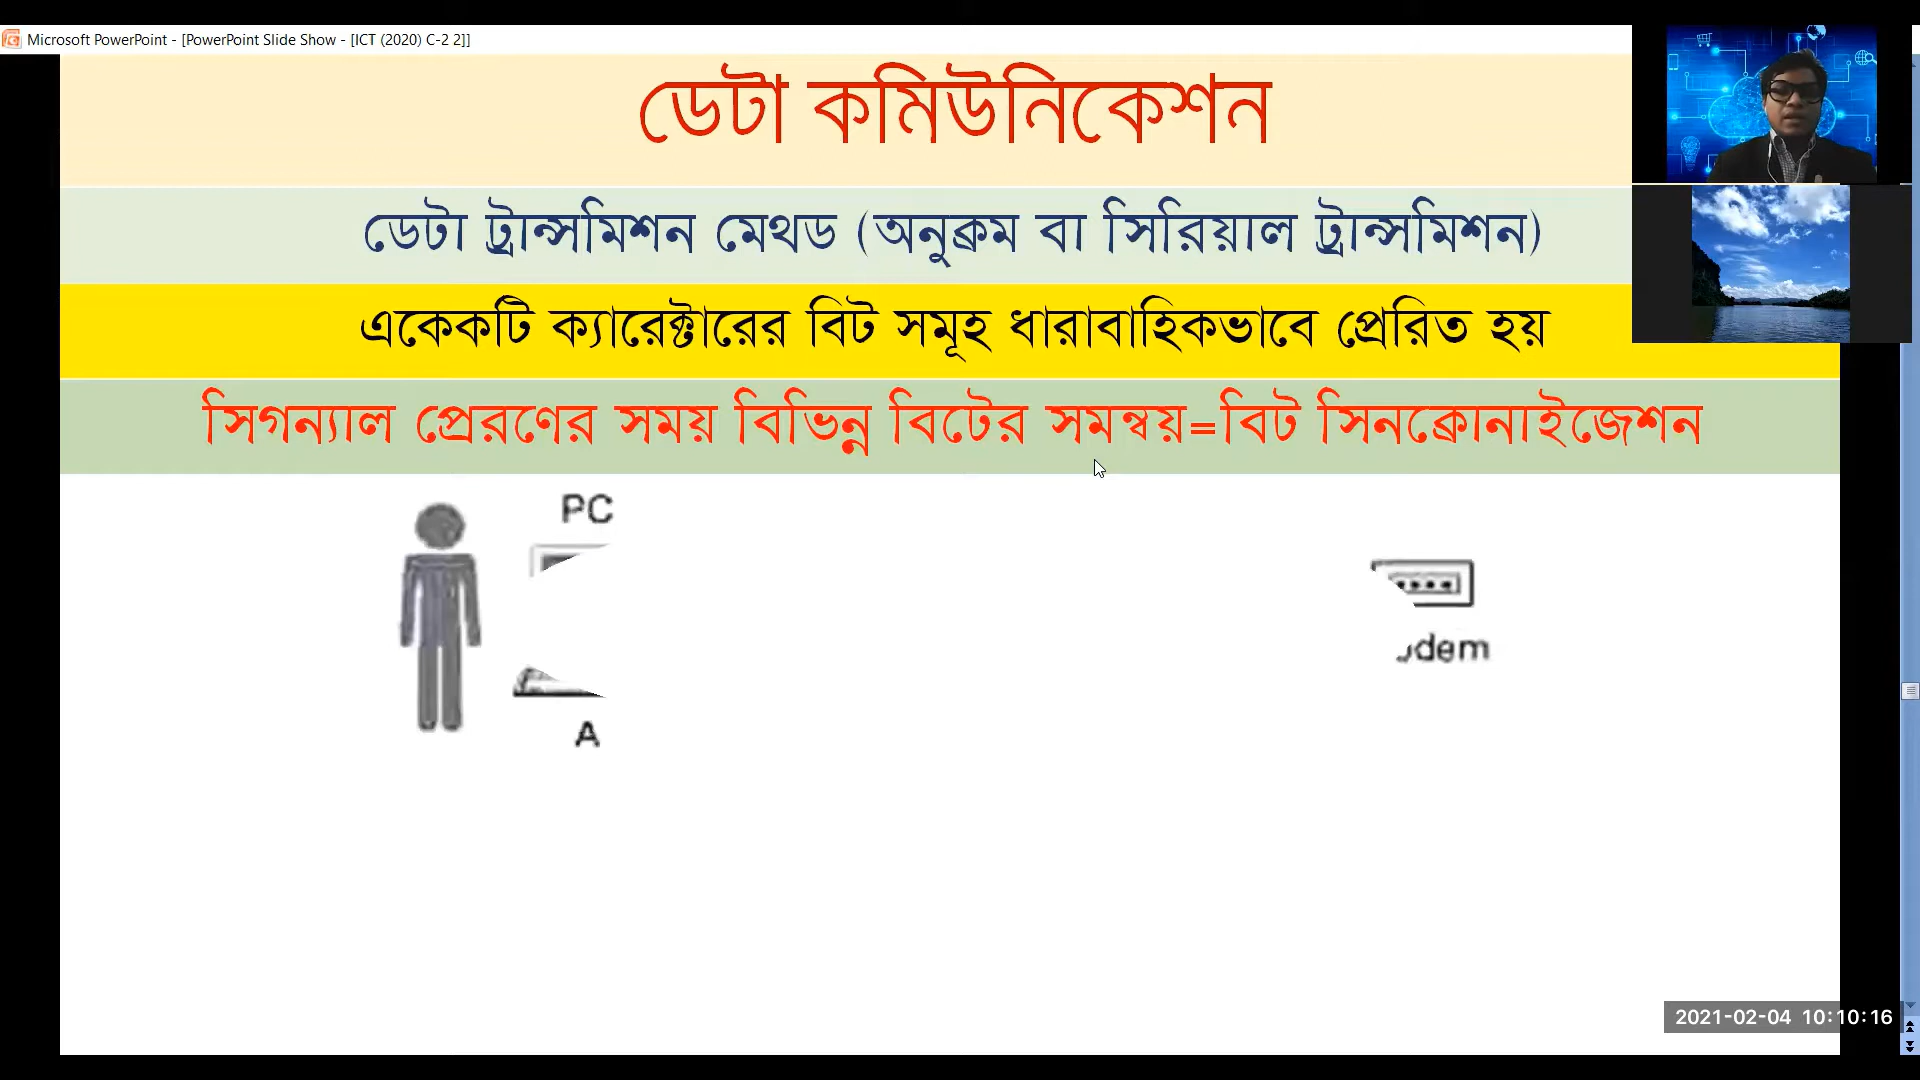 Microsoft PowerPoint - [PowerPoint Slide Show - [ICT (2020) C-2 2]]
ডেটা কমিউনিকেশন
ডেটা ট্রান্সমিশন মেথড (অনুক্রম বা সিরিয়াল ট্রান্সমিশন)
একেকটি ক্যারেক্টারের বিট সমূহ ধারাবাহিকভাবে প্রেরিত হয়
সিগন্যাল প্রেরণের সময় বিভিন্ন বিটের সমন্বয়=বিট সিনক্রোনাইজেশন
PC
A
2021-02-04 10:10:16